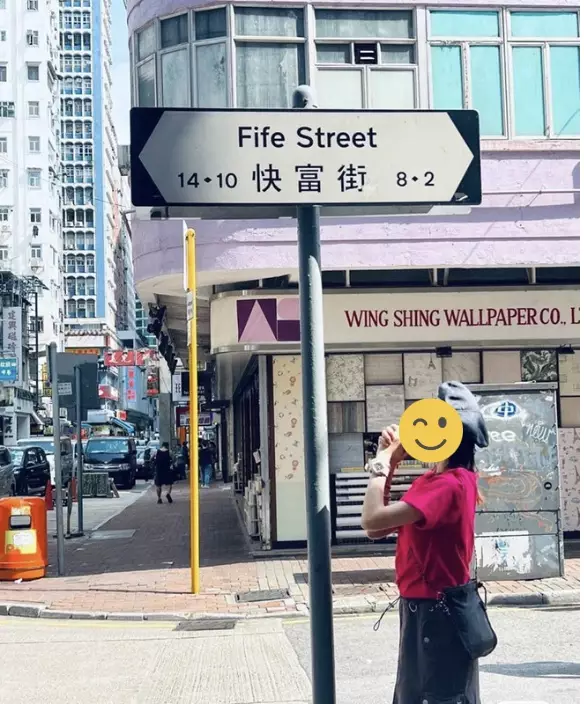 Fife Street
14•10 快富街 8•2
WING SHING WALLPAPER CO., L